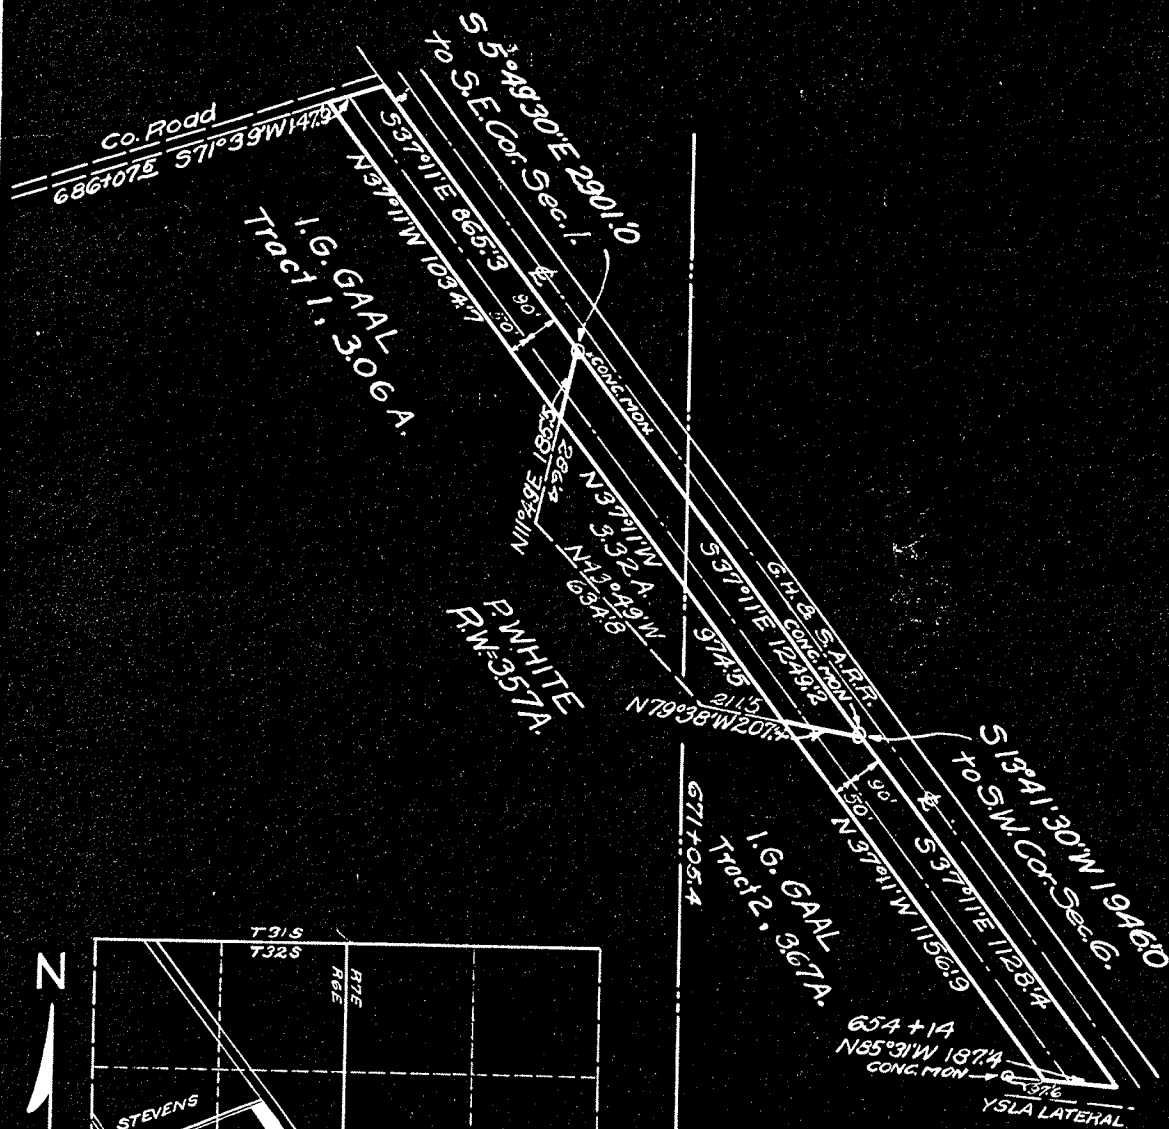 S 5°49'30"E 2901.'0
to S.E. Cor. Sec. 1.
Co. Road
686+07.5 S71°39'W 147.'9
S37°11'E 865.'3
N37°11'W 1034.'7
I.G. GAAL
Tract 1, 3.06 A.
℄
90'
50'
CONC. MON.
N11°49'E 185.'5
286.'4
N37°11'W
3.32 A.
N43°49'W
634.'8
974.'5
S37°11'E 1249.'2
G.H. & S.A.R.R.
CONC. MON
P. WHITE
R.W=3.57A.
211.'5
N79°38'W 207.'4
S 13°41'30"W 1946.'0
to S.W. Cor. Sec. 6.
671+05.4
50'
90'
℄
I.G. GAAL
Tract 2, 3.67A.
N37°11'W 1156.'9
S37°11'E 1128.'4
654+14
N85°31'W 187.'4
CONC. MON
37.'6
YSLA LATERAL
N
T31S
T32S
R7E
R6E
STEVENS